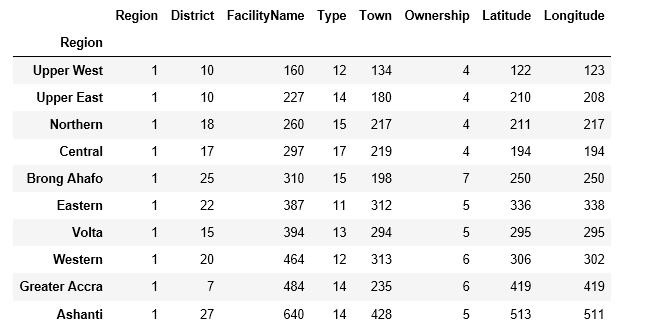 Region District FacilityName Type Town Ownership Latitude Longitude
Region
Upper West 1 10 160 12 134 4 122 123
Upper East 1 10 227 14 180 4 210 208
Northern 1 18 260 15 217 4 211 217
Central 1 17 297 17 219 4 194 194
Brong Ahafo 1 25 310 15 198 7 250 250
Eastern 1 22 387 11 312 5 336 338
Volta 1 15 394 13 294 5 295 295
Western 1 20 464 12 313 6 306 302
Greater Accra 1 7 484 14 235 6 419 419
Ashanti 1 27 640 14 428 5 513 511